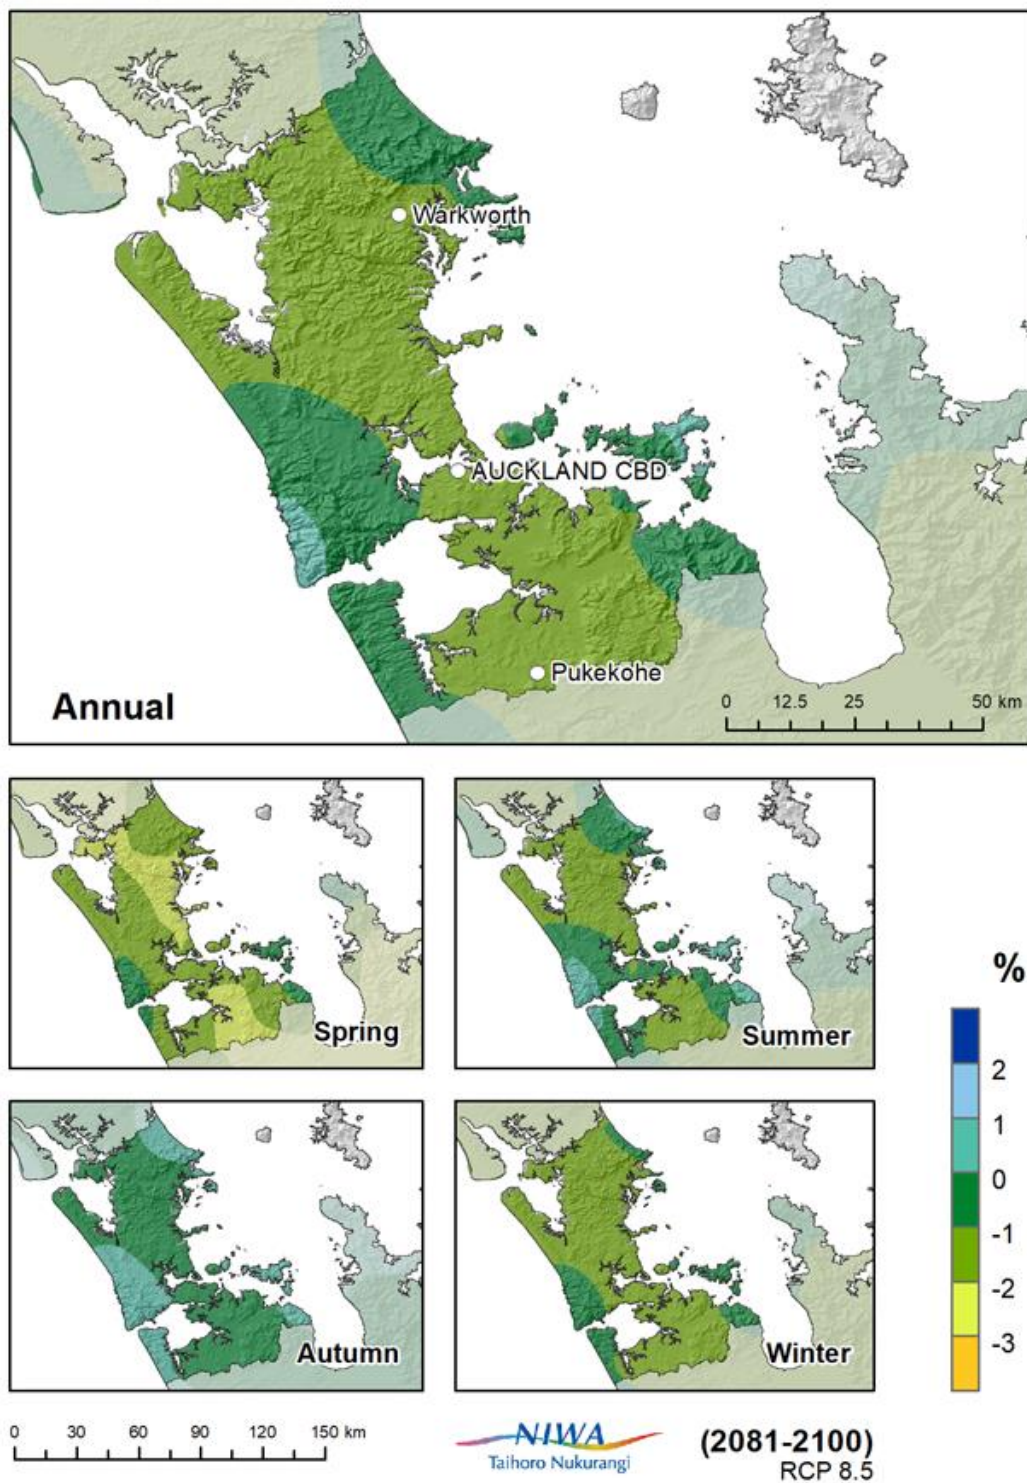 Warkworth
AUCKLAND CBD
Pukekohe
Annual
0 12.5 25 50 km
Spring
Summer
%
2
1
0
-1
-2
-3
Autumn
Winter
0 30 60 90 120 150 km
NIWA
Taihoro Nukurangi
(2081-2100)
RCP 8.5